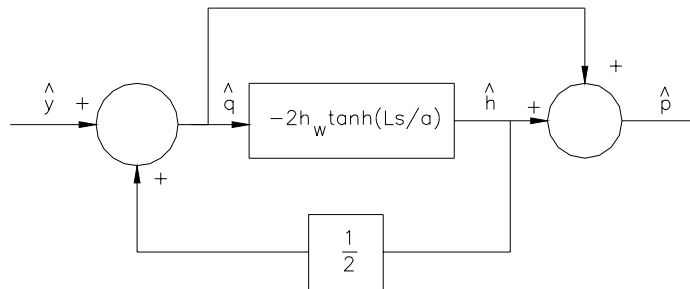 ŷ
+
+
q̂
-2h_w tanh(Ls/a)
ĥ
+
+
p̂
1/2